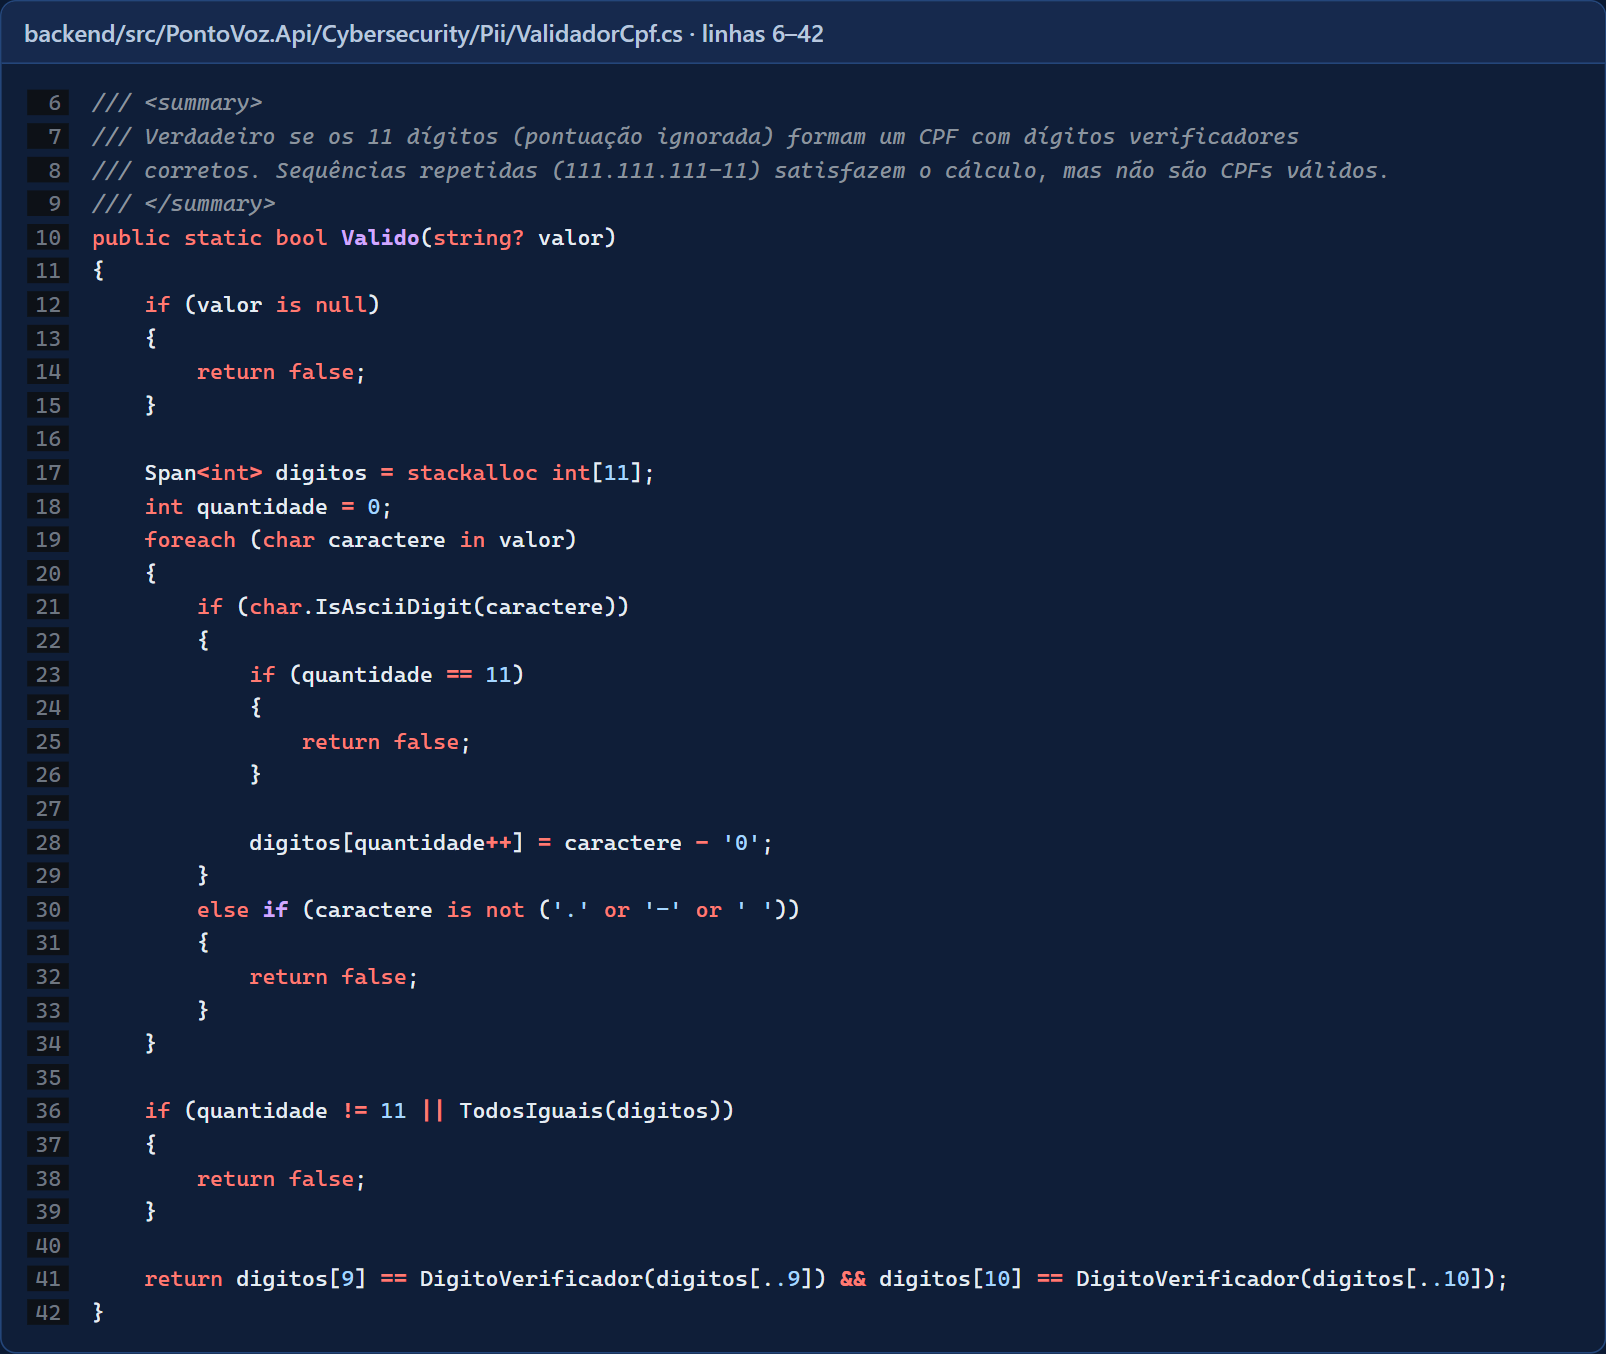 backend/src/PontoVoz.Api/Cybersecurity/Pii/ValidadorCpf.cs · linhas 6–42
6 /// <summary>
7 /// Verdadeiro se os 11 dígitos (pontuação ignorada) formam um CPF com dígitos verificadores
8 /// corretos. Sequências repetidas (111.111.111-11) satisfazem o cálculo, mas não são CPFs válidos.
9 /// </summary>
10 public static bool Valido(string? valor)
11 {
12     if (valor is null)
13     {
14         return false;
15     }
16
17     Span<int> digitos = stackalloc int[11];
18     int quantidade = 0;
19     foreach (char caractere in valor)
20     {
21         if (char.IsAsciiDigit(caractere))
22         {
23             if (quantidade == 11)
24             {
25                 return false;
26             }
27
28             digitos[quantidade++] = caractere - '0';
29         }
30         else if (caractere is not ('.' or '-' or ' '))
31         {
32             return false;
33         }
34     }
35
36     if (quantidade != 11 || TodosIguais(digitos))
37     {
38         return false;
39     }
40
41     return digitos[9] == DigitoVerificador(digitos[..9]) && digitos[10] == DigitoVerificador(digitos[..10]);
42 }